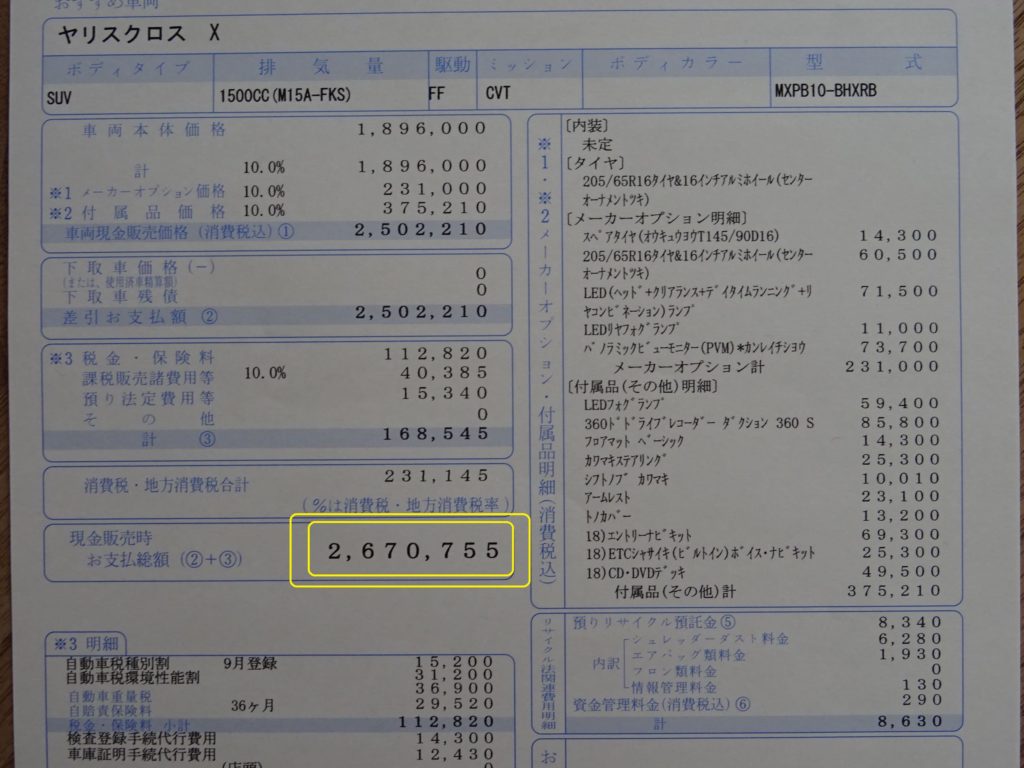 おすすめ車両
ヤリスクロス X
ボディタイプ 排気量 駆動 ミッション ボディカラー 型式
SUV 1500CC(M15A-FKS) FF CVT MXPB10-BHXRB
車両本体価格 1,896,000
計 10.0% 1,896,000
※1 メーカーオプション価格 10.0% 231,000
※2 付属品価格 10.0% 375,210
車両現金販売価格(消費税込)① 2,502,210
下取車価格(−) 0
(または、使用済車精算額)
下取車残債 0
差引お支払額 ② 2,502,210
※3 税金・保険料 112,820
課税販売諸費用等 10.0% 40,385
預り法定費用等 15,340
その他 0
計 ③ 168,545
消費税・地方消費税合計 231,145
(%は消費税・地方消費税率)
現金販売時
お支払総額(②+③) 2,670,755
※3 明細
自動車税種別割 9月登録 15,200
自動車税環境性能割 31,200
自動車重量税 36,900
自賠責保険料 36ヶ月 29,520
税金・保険料 小計 112,820
検査登録手続代行費用 14,300
車庫証明手続代行費用 12,430
(店頭) 0
※1・※2 メーカーオプション・付属品明細(消費税込)
[内装]
未定
[タイヤ]
205/65R16タイヤ&16インチアルミホイール(センター
オーナメントツキ)
[メーカーオプション明細]
スペアタイヤ(オウキュウヨウT145/90D16) 14,300
205/65R16タイヤ&16インチアルミホイール(センター 60,500
オーナメントツキ)
LED(ヘッド+クリアランス+デイタイムランニング+リ 71,500
ヤコンビネーション)ランプ
LEDリヤフォグランプ 11,000
パノラミックビューモニター(PVM)*カンレイチシヨウ 73,700
メーカーオプション計 231,000
[付属品(その他)明細]
LEDフォグランプ 59,400
360ドドライブレコーダー ダクション 360 S 85,800
フロアマット ベーシック 14,300
カワマキステアリング 25,300
シフトノブ カワマキ 10,010
アームレスト 23,100
トノカバー 13,200
18)エントリーナビキット 69,300
18)ETCシャサイキ(ビルトイン)ボイス・ナビキット 25,300
18)CD・DVDデッキ 49,500
付属品(その他)計 375,210
リサイクル法関連費用明細
預りリサイクル預託金⑤ 8,340
内訳 シュレッダーダスト料金 6,280
エアバッグ類料金 1,930
フロン類料金 0
情報管理料金 130
資金管理料金(消費税込)⑥ 290
計 8,630
お